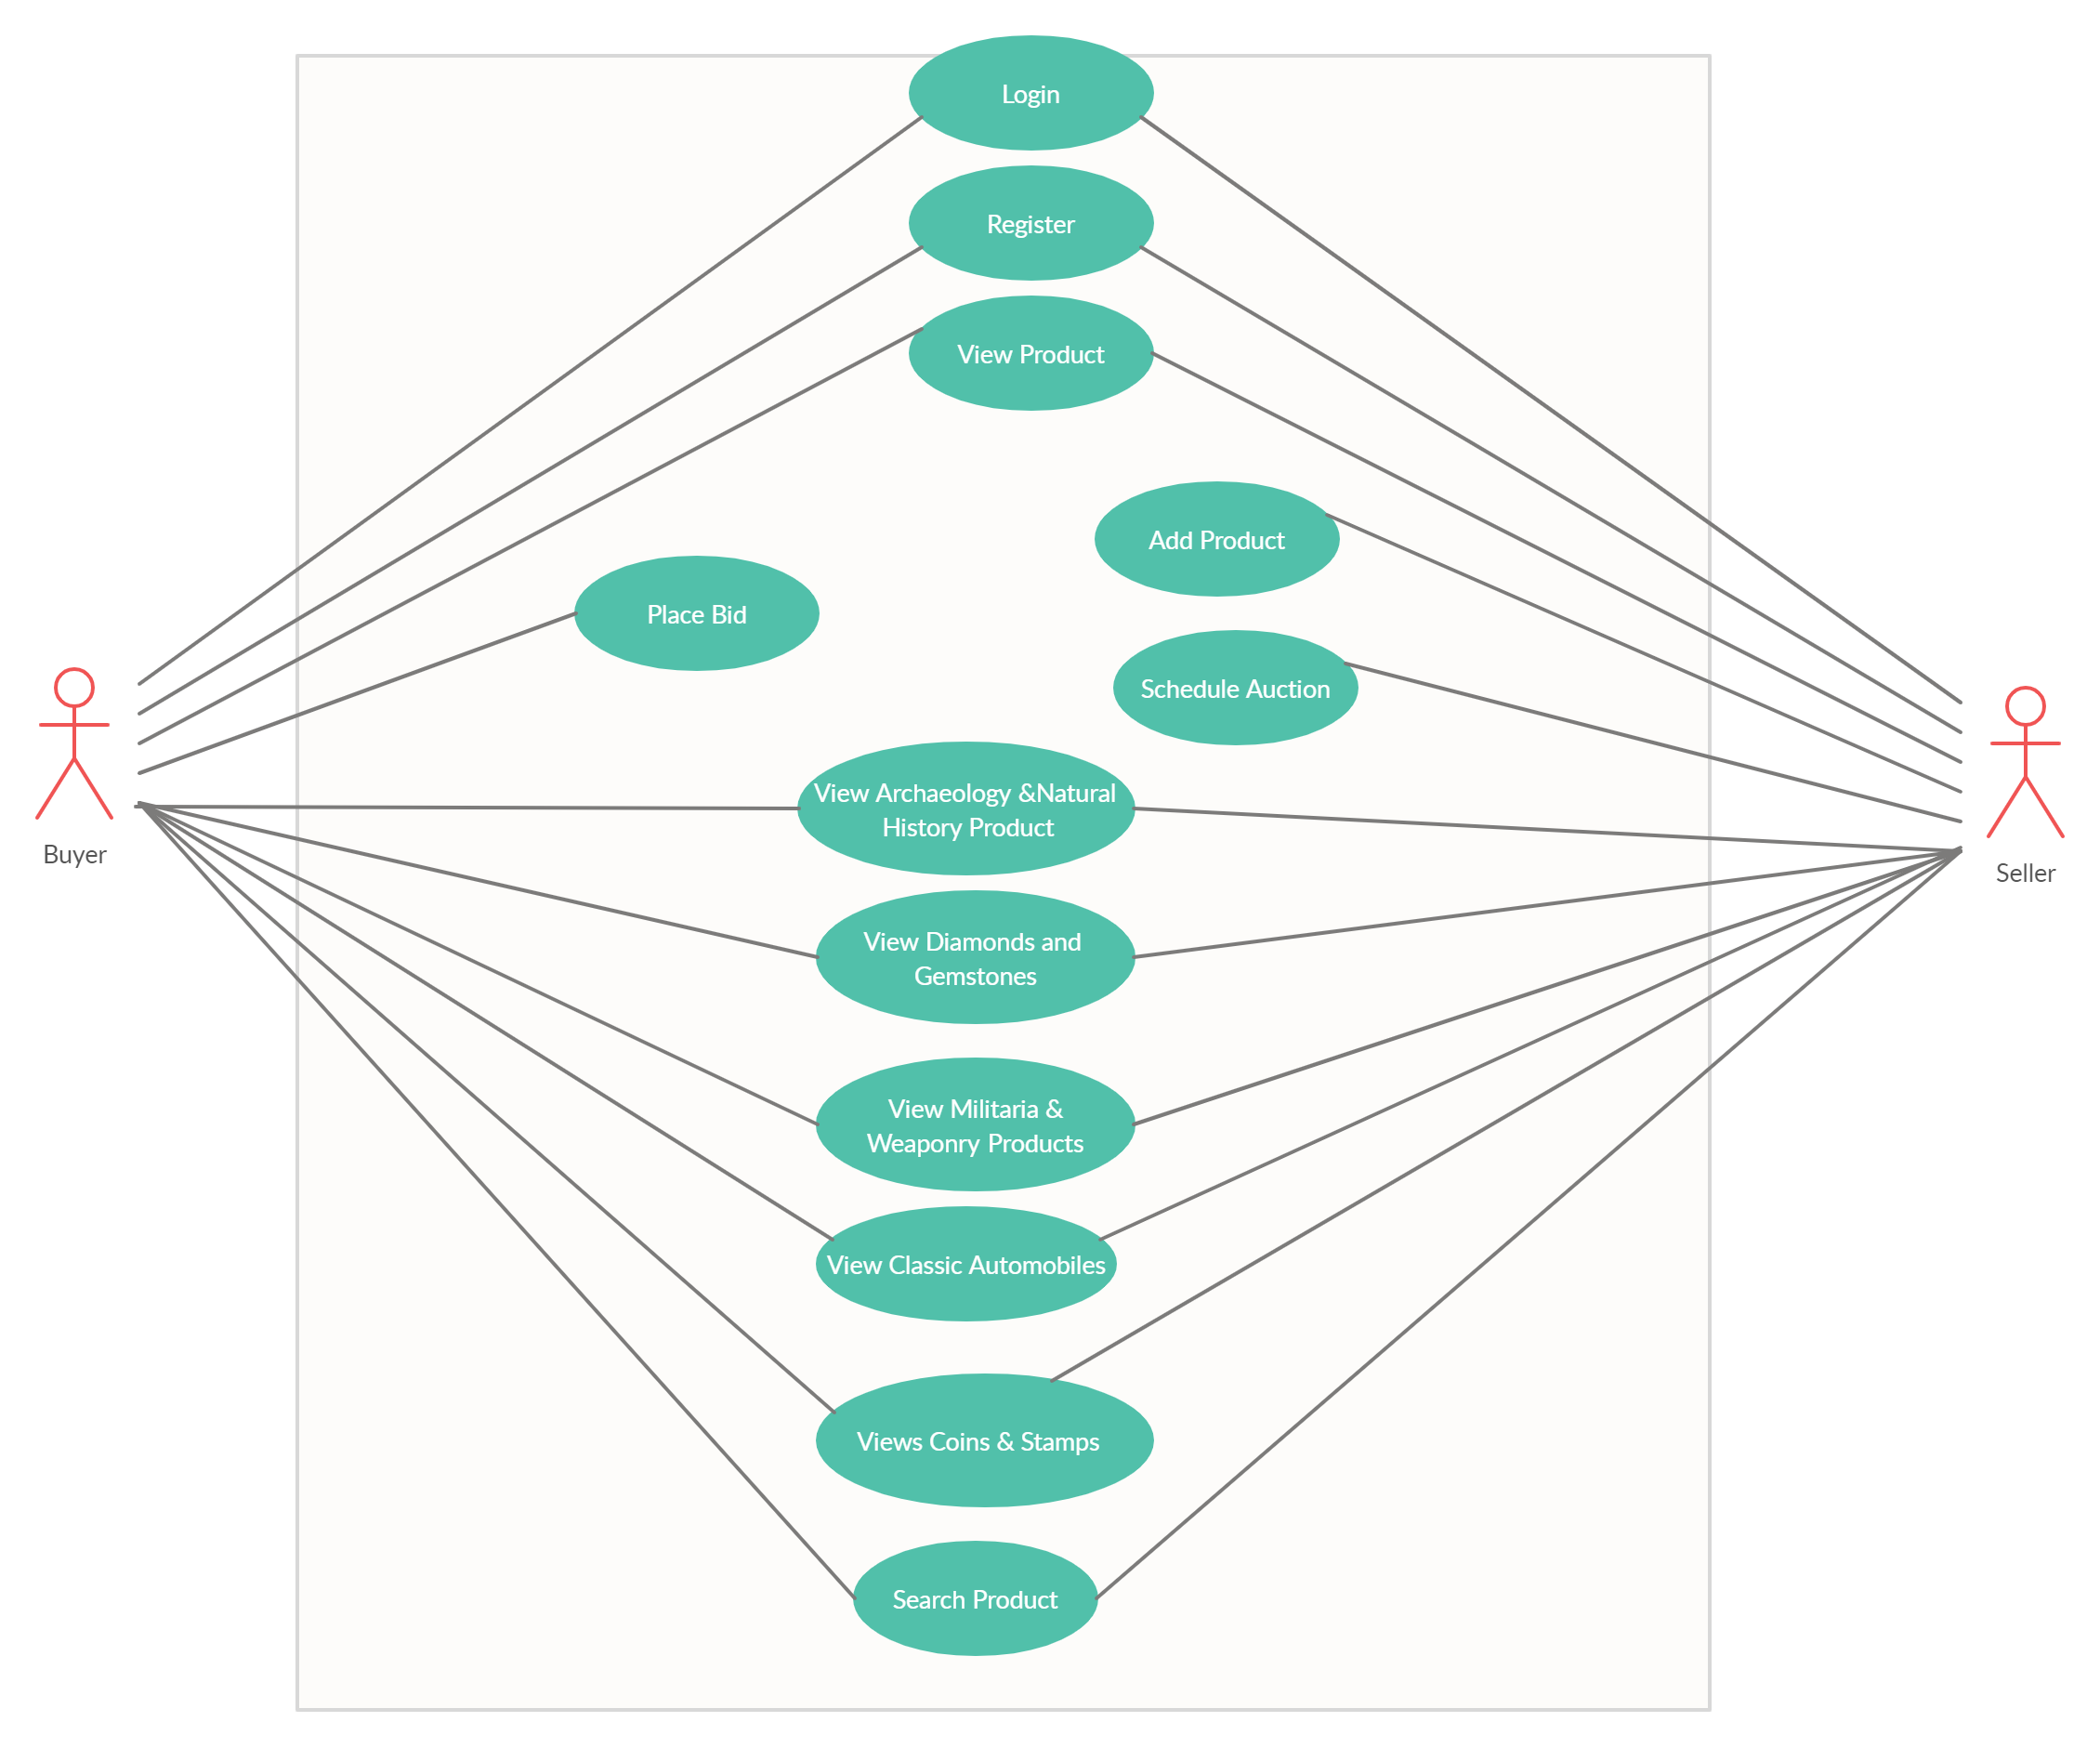 Login
Register
View Product
Add Product
Place Bid
Schedule Auction
View Archaeology &Natural
History Product
Buyer
Seller
View Diamonds and
Gemstones
View Militaria &
Weaponry Products
View Classic Automobiles
Views Coins & Stamps
Search Product